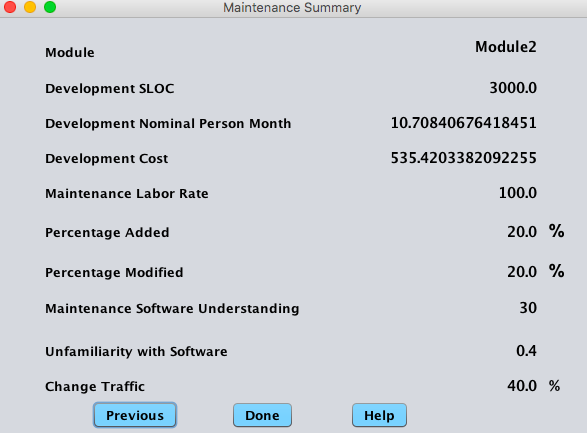 Maintenance Summary
Module Module2
Development SLOC 3000.0
Development Nominal Person Month 10.70840676418451
Development Cost 535.4203382092255
Maintenance Labor Rate 100.0
Percentage Added 20.0 %
Percentage Modified 20.0 %
Maintenance Software Understanding 30
Unfamiliarity with Software 0.4
Change Traffic 40.0 %
Previous Done Help